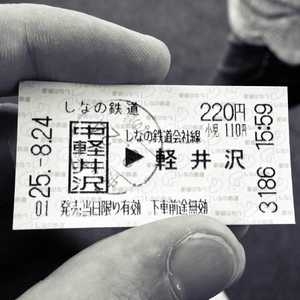 しなの鉄道
220円
小児 110円
中軽井沢
しなの鉄道会社線
▶ 軽井沢
25.-8.24
3186 16:59
01 発売当日限り有効 下車前途無効